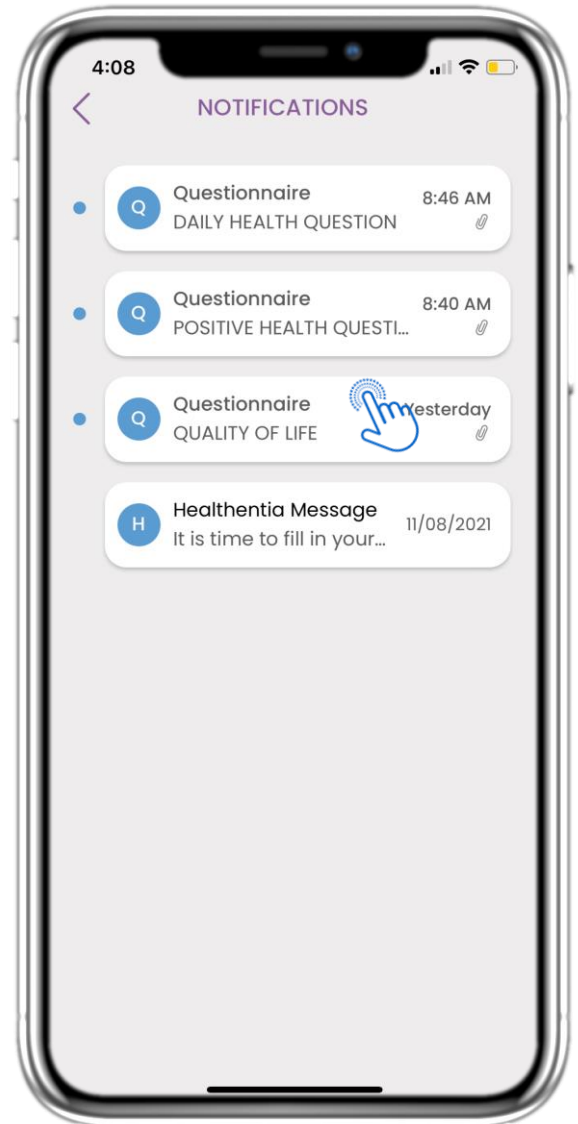 4:08
NOTIFICATIONS
Q
Questionnaire
8:46 AM
DAILY HEALTH QUESTION
Q
Questionnaire
8:40 AM
POSITIVE HEALTH QUESTI...
Q
Questionnaire
Yesterday
QUALITY OF LIFE
H
Healthentia Message
11/08/2021
It is time to fill in your...